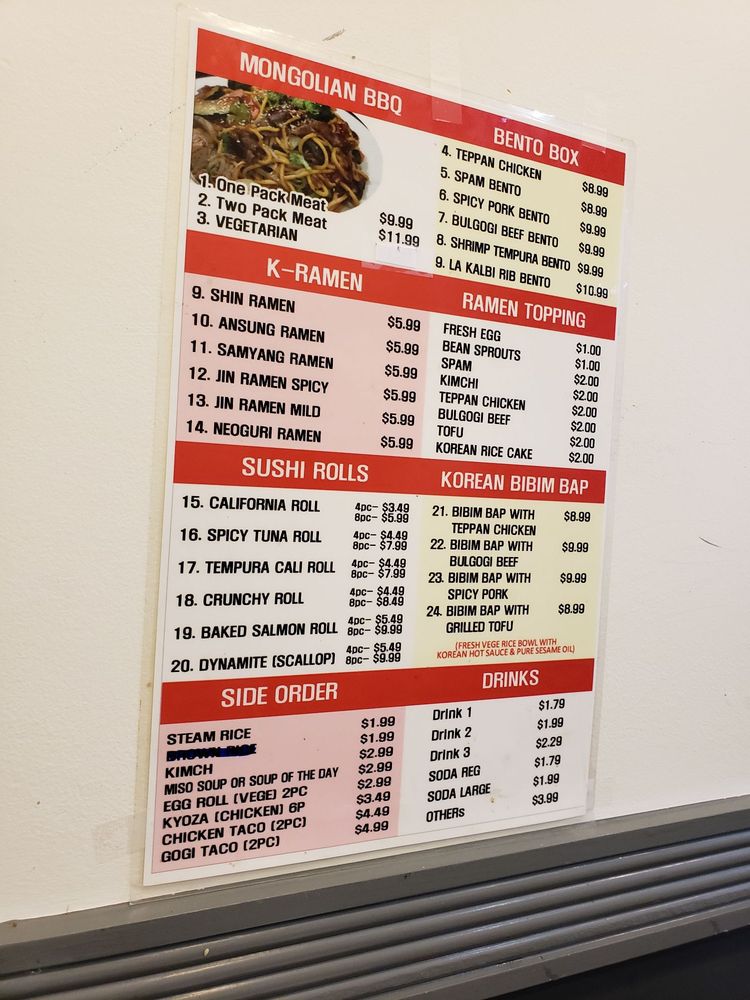 MONGOLIAN BBQ
1. One Pack Meat
2. Two Pack Meat $9.99
3. VEGETARIAN $11.99
BENTO BOX
4. TEPPAN CHICKEN $8.99
5. SPAM BENTO $8.99
6. SPICY PORK BENTO $9.99
7. BULGOGI BEEF BENTO $9.99
8. SHRIMP TEMPURA BENTO $9.99
9. LA KALBI RIB BENTO $10.99
K-RAMEN
9. SHIN RAMEN $5.99
10. ANSUNG RAMEN $5.99
11. SAMYANG RAMEN $5.99
12. JIN RAMEN SPICY $5.99
13. JIN RAMEN MILD $5.99
14. NEOGURI RAMEN $5.99
RAMEN TOPPING
FRESH EGG $1.00
BEAN SPROUTS $1.00
SPAM $2.00
KIMCHI $2.00
TEPPAN CHICKEN $2.00
BULGOGI BEEF $2.00
TOFU $2.00
KOREAN RICE CAKE $2.00
SUSHI ROLLS
15. CALIFORNIA ROLL 4pc- $3.49
8pc- $5.99
16. SPICY TUNA ROLL 4pc- $4.49
8pc- $7.99
17. TEMPURA CALI ROLL 4pc- $4.49
8pc- $7.99
18. CRUNCHY ROLL 4pc- $4.49
8pc- $8.49
19. BAKED SALMON ROLL 4pc- $5.49
8pc- $9.99
20. DYNAMITE (SCALLOP) 4pc- $5.49
8pc- $9.99
KOREAN BIBIM BAP
21. BIBIM BAP WITH $8.99
TEPPAN CHICKEN
22. BIBIM BAP WITH $9.99
BULGOGI BEEF
23. BIBIM BAP WITH $9.99
SPICY PORK
24. BIBIM BAP WITH $8.99
GRILLED TOFU
(FRESH VEGE RICE BOWL WITH
KOREAN HOT SAUCE & PURE SESAME OIL)
SIDE ORDER
STEAM RICE $1.99
BROWN RICE $1.99
KIMCH $2.99
MISO SOUP OR SOUP OF THE DAY $2.99
EGG ROLL (VEGE) 2PC $2.99
KYOZA (CHICKEN) 6P $3.49
CHICKEN TACO (2PC) $4.49
GOGI TACO (2PC) $4.99
DRINKS
Drink 1 $1.79
Drink 2 $1.99
Drink 3 $2.29
SODA REG $1.79
SODA LARGE $1.99
OTHERs $3.99